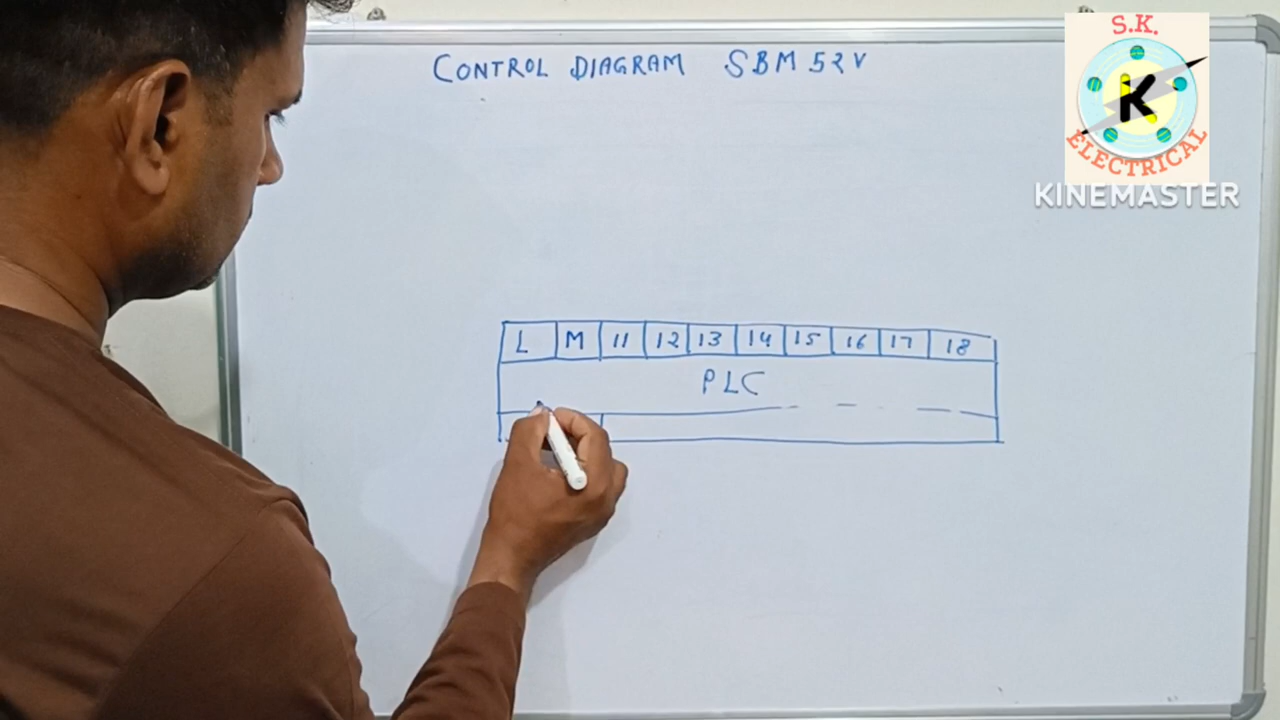 CONTROL DIAGRAM SBM 52V
S.K.
K
ELECTRICAL
KINEMASTER
L M 11 12 13 14 15 16 17 18
PLC